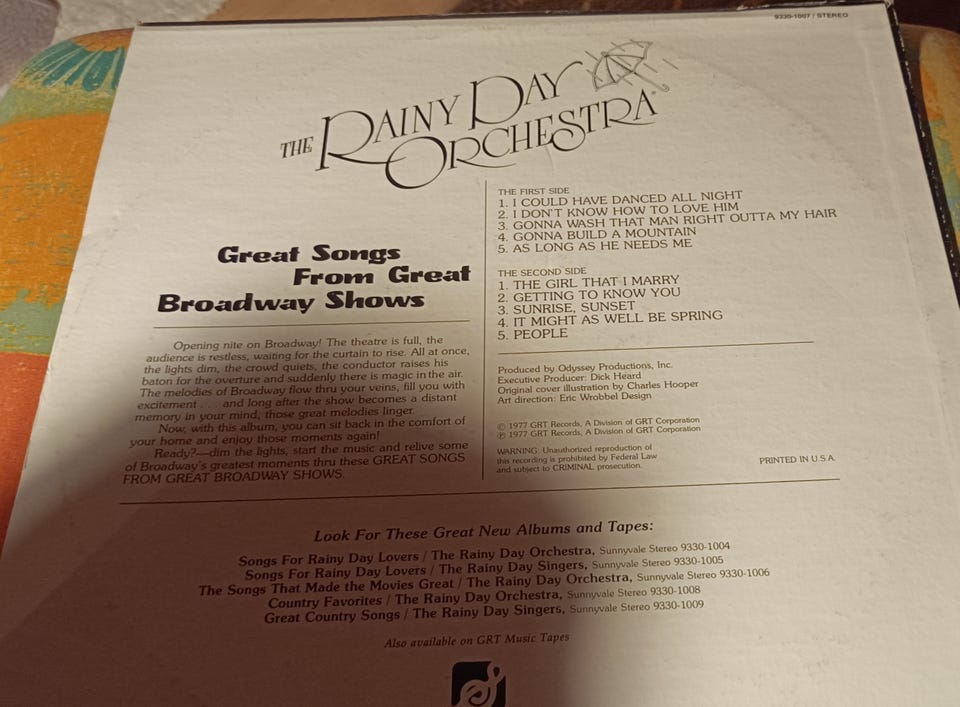 9330-1007 / STEREO
THE RAINY DAY
ORCHESTRA
Great Songs
From Great
Broadway Shows
Opening nite on Broadway! The theatre is full, the
audience is restless, waiting for the curtain to rise. All at once,
the lights dim, the crowd quiets, the conductor raises his
baton for the overture and suddenly there is magic in the air.
The melodies of Broadway flow thru your veins, fill you with
excitement . . . and long after the show becomes a distant
memory in your mind, those great melodies linger.
Now, with this album, you can sit back in the comfort of
your home and enjoy those moments again!
Ready?—dim the lights, start the music and relive some
of Broadway's greatest moments thru these GREAT SONGS
FROM GREAT BROADWAY SHOWS.
THE FIRST SIDE
1. I COULD HAVE DANCED ALL NIGHT
2. I DON'T KNOW HOW TO LOVE HIM
3. GONNA WASH THAT MAN RIGHT OUTTA MY HAIR
4. GONNA BUILD A MOUNTAIN
5. AS LONG AS HE NEEDS ME
THE SECOND SIDE
1. THE GIRL THAT I MARRY
2. GETTING TO KNOW YOU
3. SUNRISE, SUNSET
4. IT MIGHT AS WELL BE SPRING
5. PEOPLE
Produced by Odyssey Productions, Inc.
Executive Producer: Dick Heard
Original cover illustration by Charles Hooper
Art direction: Eric Wrobbel Design
© 1977 GRT Records, A Division of GRT Corporation
℗ 1977 GRT Records, A Division of GRT Corporation
WARNING: Unauthorized reproduction of
this recording is prohibited by Federal Law
and subject to CRIMINAL prosecution.
PRINTED IN U.S.A.
Look For These Great New Albums and Tapes:
Songs For Rainy Day Lovers / The Rainy Day Orchestra, Sunnyvale Stereo 9330-1004
Songs For Rainy Day Lovers / The Rainy Day Singers, Sunnyvale Stereo 9330-1005
The Songs That Made the Movies Great / The Rainy Day Orchestra, Sunnyvale Stereo 9330-1006
Country Favorites / The Rainy Day Orchestra, Sunnyvale Stereo 9330-1008
Great Country Songs / The Rainy Day Singers, Sunnyvale Stereo 9330-1009
Also available on GRT Music Tapes